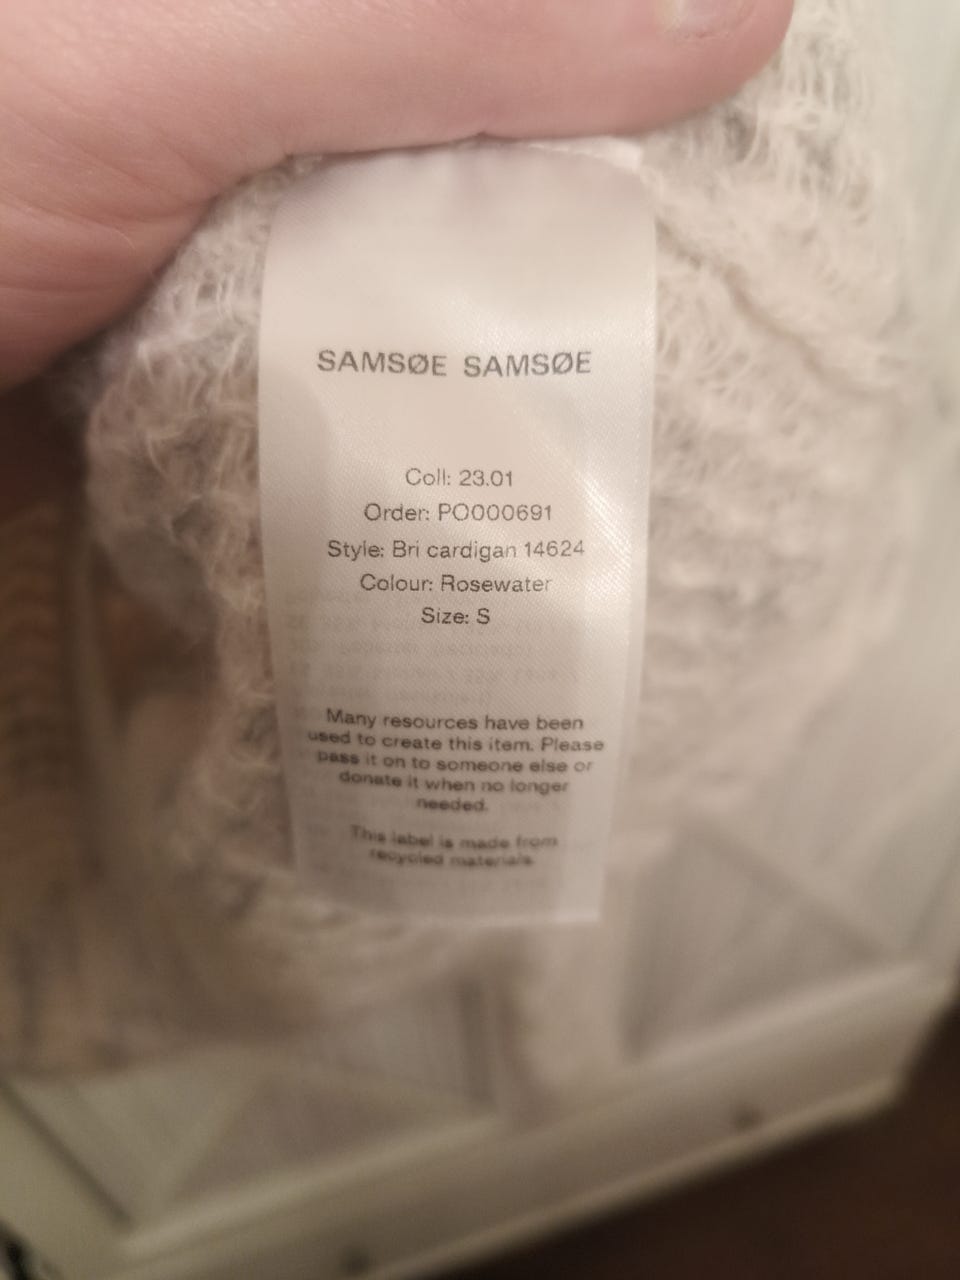 SAMSØE SAMSØE
Coll: 23.01
Order: PO000691
Style: Bri cardigan 14624
Colour: Rosewater
Size: S
Many resources have been
used to create this item. Please
pass it on to someone else or
donate it when no longer
needed.
This label is made from
recycled materials.